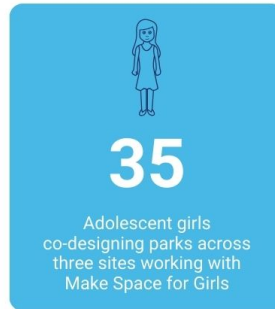 35
Adolescent girls
co-designing parks across
three sites working with
Make Space for Girls